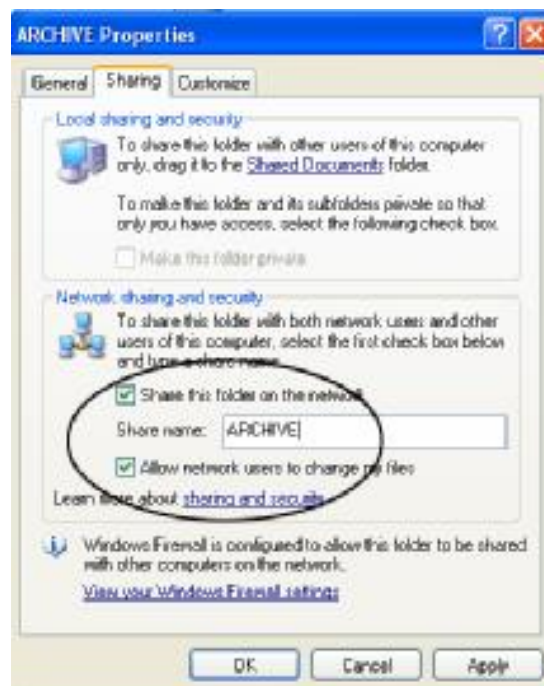 ARCHIVE Properties
General Sharing Customize
Local sharing and security
To share this folder with other users of this computer
only, drag it to the Shared Documents folder.
To make this folder and its subfolders private so that
only you have access, select the following check box.
Make this folder private
Network sharing and security
To share this folder with both network users and other
users of this computer, select the first check box below
and type a share name.
Share this folder on the network
Share name: ARCHIVE
Allow network users to change my files
Learn more about sharing and security.
Windows Firewall is configured to allow this folder to be shared
with other computers on the network.
View your Windows Firewall settings
OK Cancel Apply